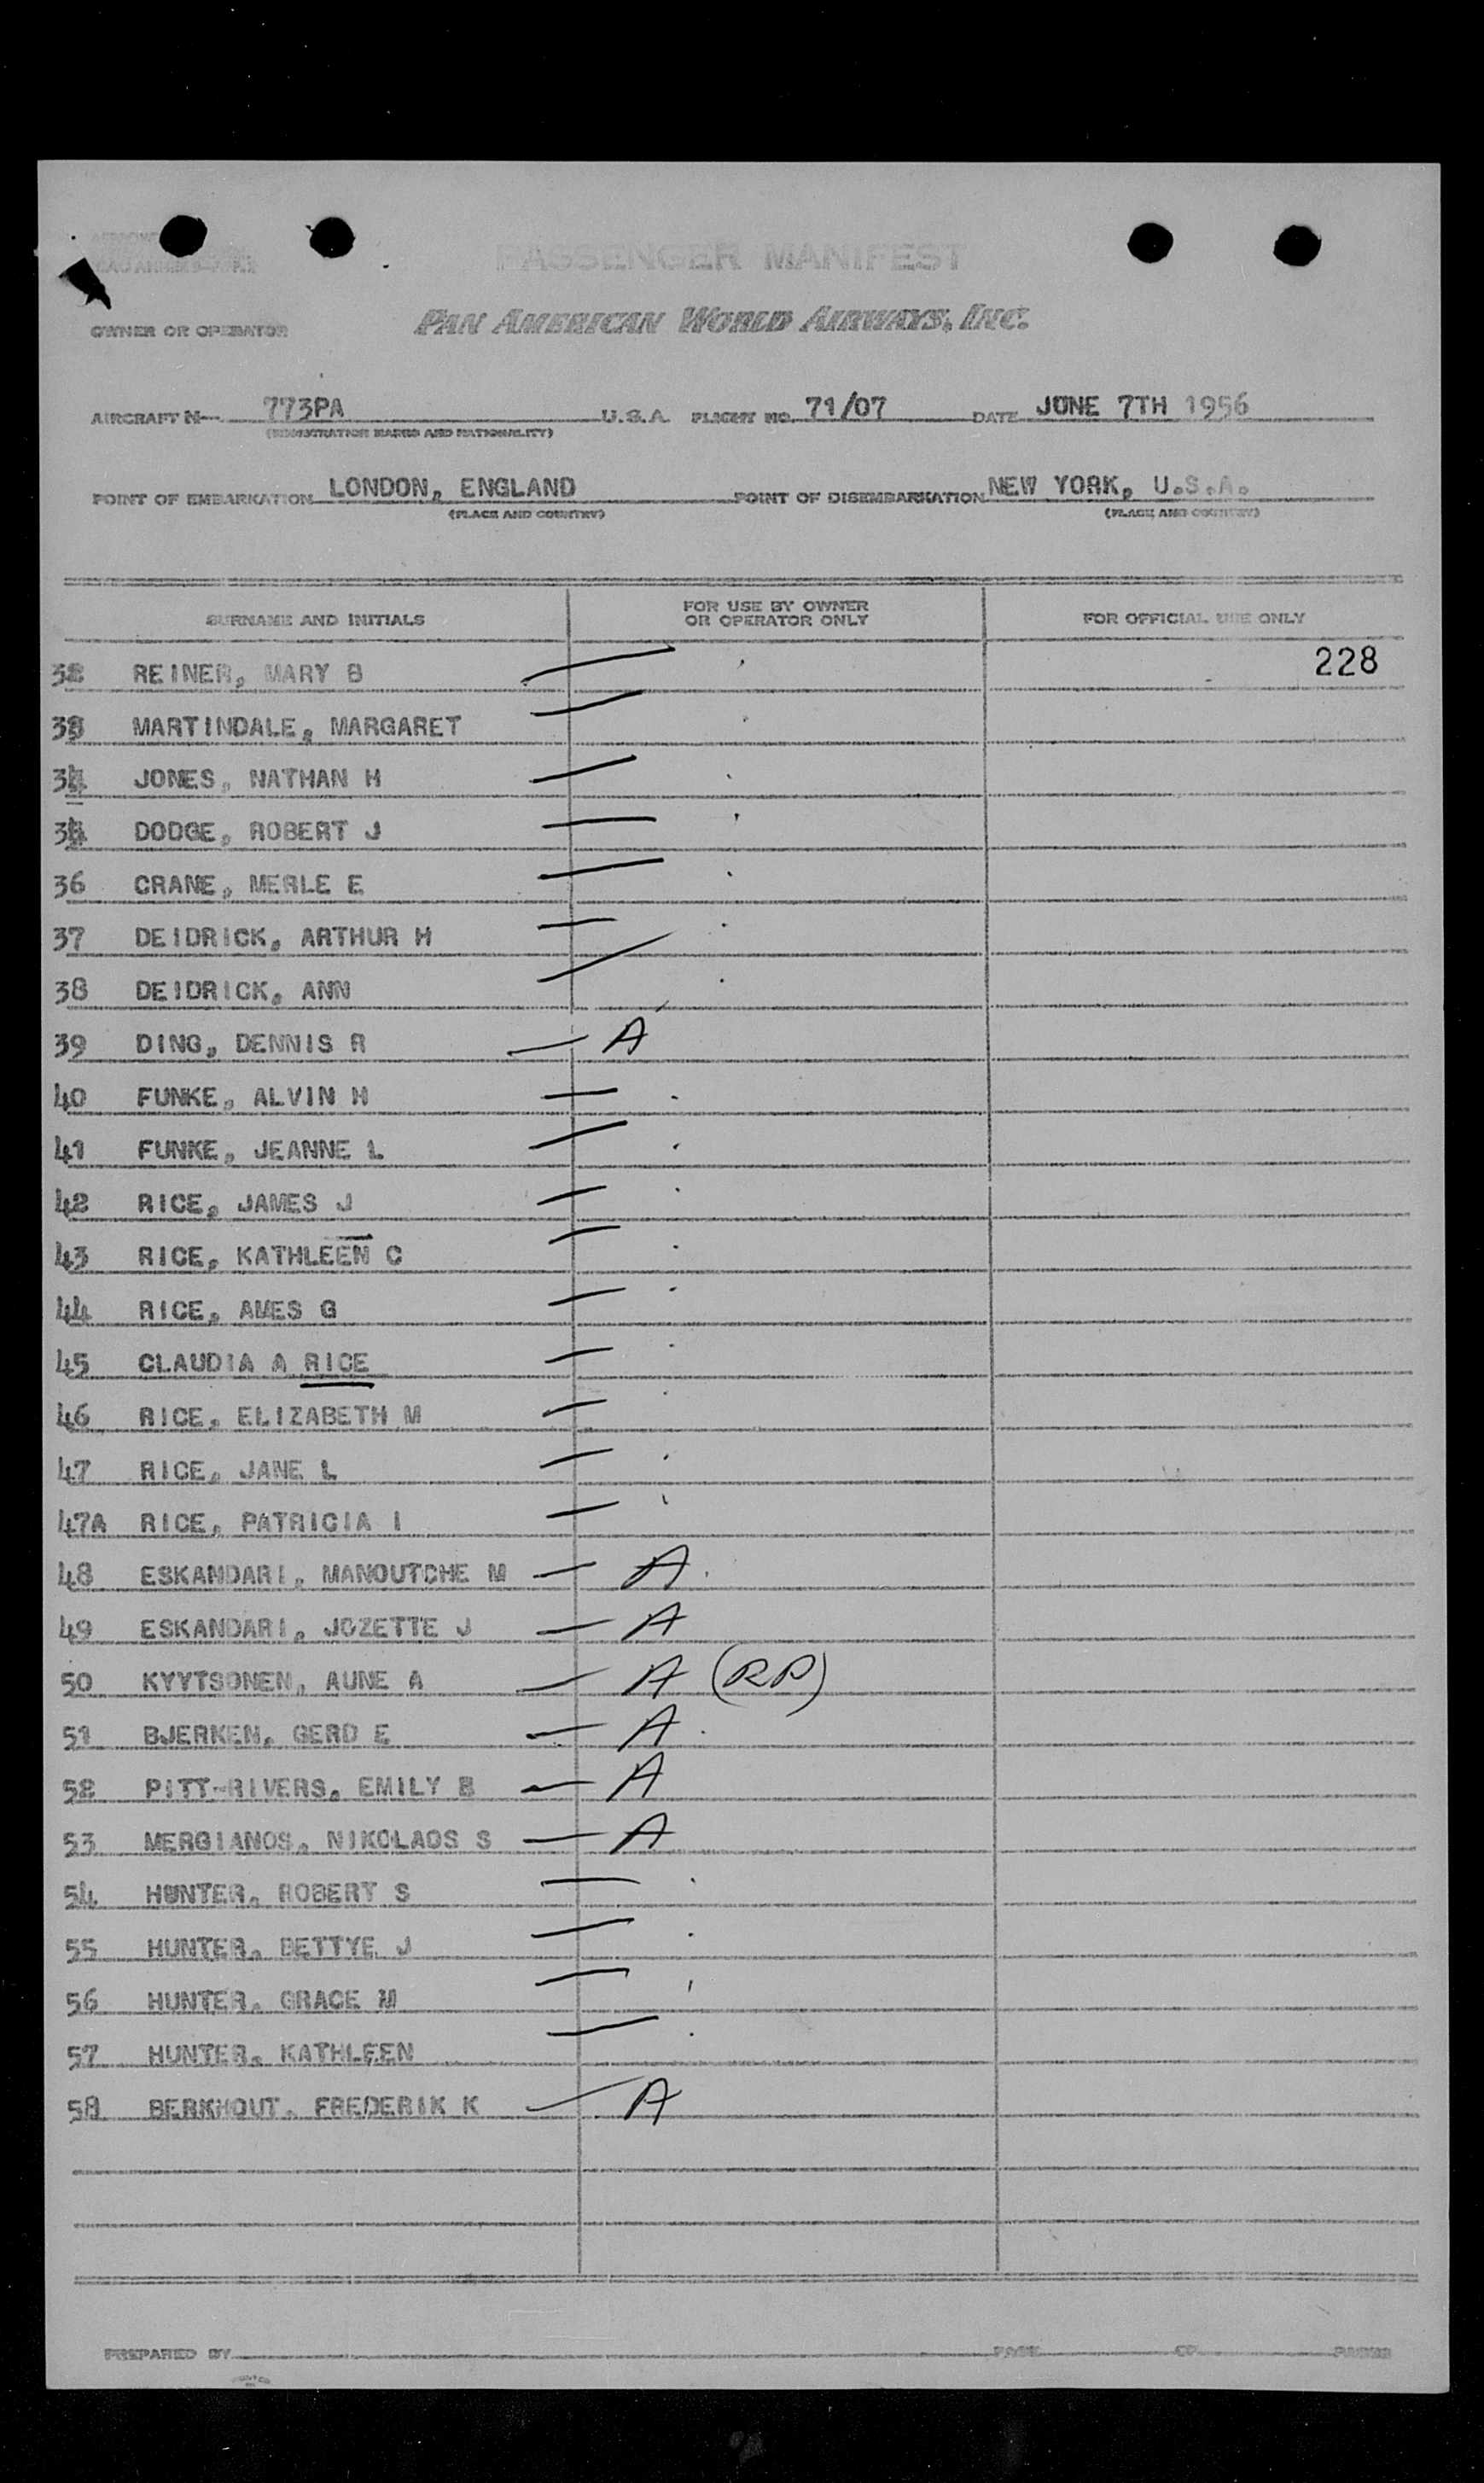 PASSENGER MANIFEST
OWNER OR OPERATOR PAN AMERICAN WORLD AIRWAYS, INC.
AIRCRAFT N— 773PA U.S.A. FLIGHT NO. 71/07 DATE JUNE 7TH 1956
(REGISTRATION MARKS AND NATIONALITY)
POINT OF EMBARKATION LONDON, ENGLAND POINT OF DISEMBARKATION NEW YORK, U.S.A.
(PLACE AND COUNTRY) (PLACE AND COUNTRY)
SURNAME AND INITIALS FOR USE BY OWNER OR OPERATOR ONLY FOR OFFICIAL USE ONLY
228
REINER, MARY B
MARTINDALE, MARGARET
JONES, NATHAN H
DODGE, ROBERT J
36 CRANE, MERLE E
37 DEIDRICK, ARTHUR H
38 DEIDRICK, ANN
39 DING, DENNIS R — A
40 FUNKE, ALVIN H
41 FUNKE, JEANNE L
42 RICE, JAMES J
43 RICE, KATHLEEN C
44 RICE, AMES G
45 CLAUDIA A RICE
46 RICE, ELIZABETH M
47 RICE, JANE L
47A RICE, PATRICIA I
48 ESKANDARI, MANOUTCHE M — A
49 ESKANDARI, JOZETTE J — A
50 KYYTSONEN, AUNE A — A (RP)
51 BJERKEN, GERD E — A
52 PITT-RIVERS, EMILY B — A
53 MERGIANOS, NIKOLAOS S — A
54 HUNTER, ROBERT S
55 HUNTER, BETTYE J
56 HUNTER, GRACE M
57 HUNTER, KATHLEEN
58 BERKHOUT, FREDERIK K — A
PREPARED BY PAGE OF PAGES